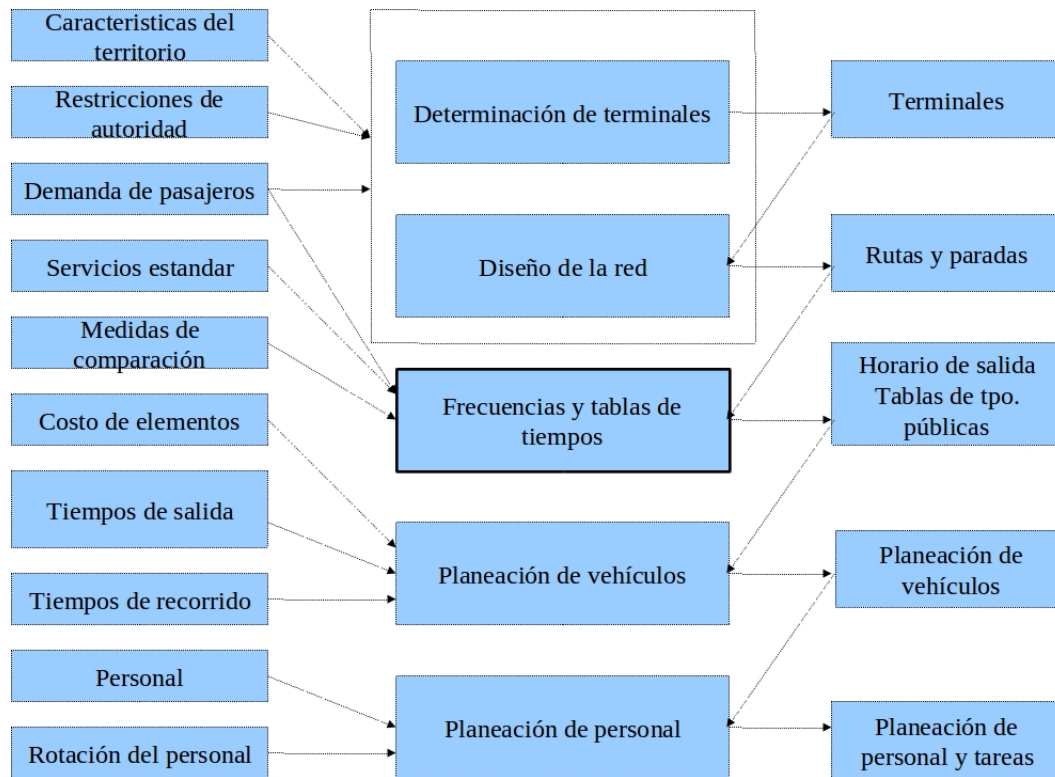 Caracteristicas del
territorio
Restricciones de
autoridad
Demanda de pasajeros
Servicios estandar
Medidas de
comparación
Costo de elementos
Tiempos de salida
Tiempos de recorrido
Personal
Rotación del personal
Determinación de terminales
Diseño de la red
Frecuencias y tablas de
tiempos
Planeación de vehículos
Planeación de personal
Terminales
Rutas y paradas
Horario de salida
Tablas de tpo.
públicas
Planeación de
vehículos
Planeación de
personal y tareas